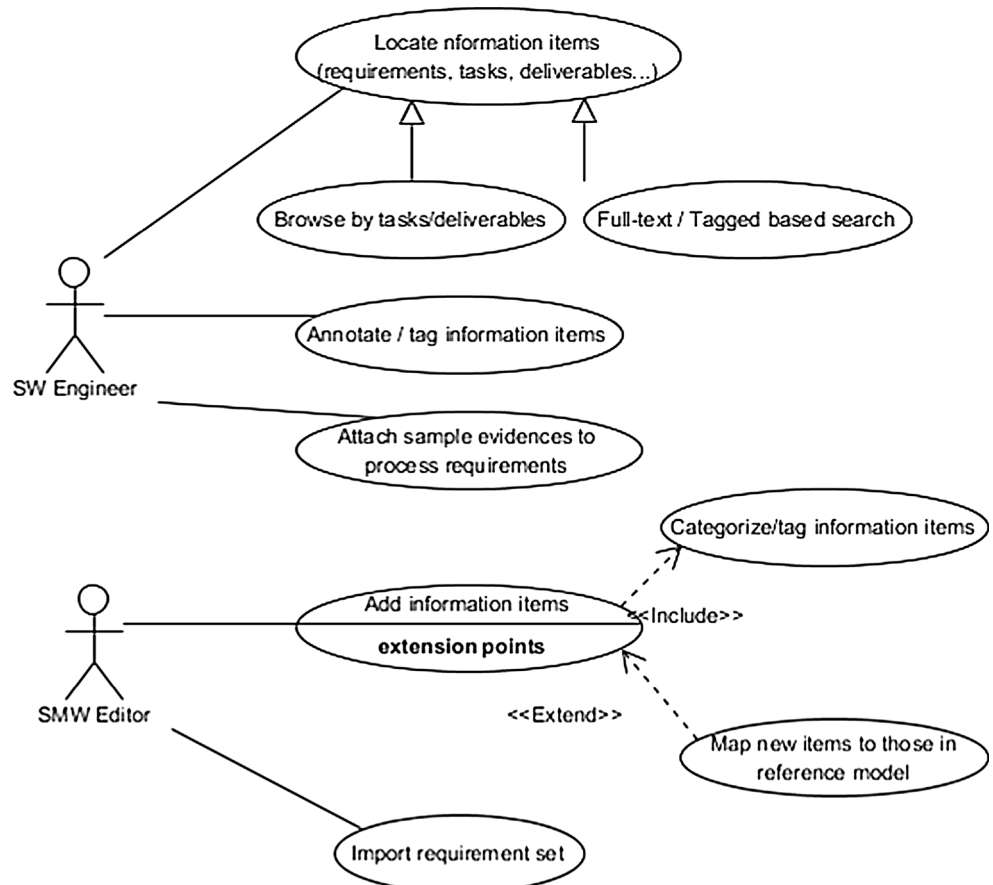 Locate nformation items
(requirements, tasks, deliverables...)
Browse by tasks/deliverables
Full-text / Tagged based search
Annotate / tag information items
SW Engineer
Attach sample evidences to
process requirements
Categorize/tag information items
Add information items
<<Include>>
extension points
SMW Editor
<<Extend>>
Map new items to those in
reference model
Import requirement set